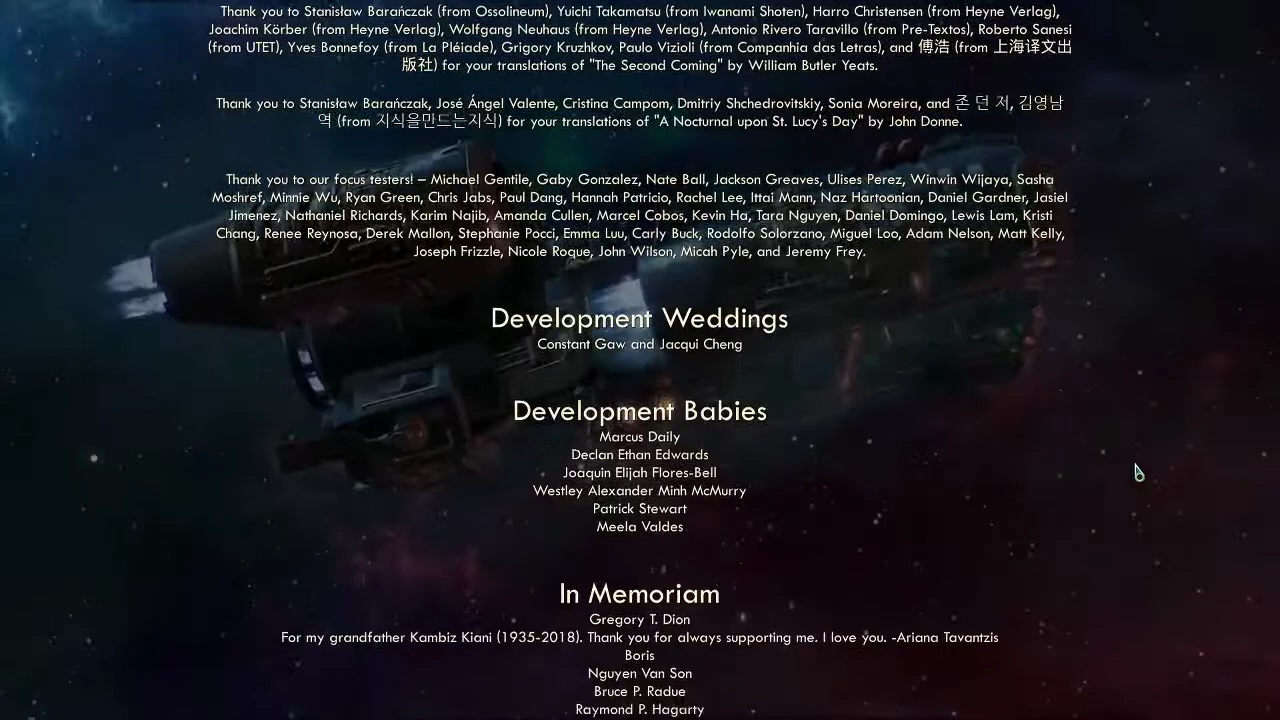 Thank you to Stanisław Barańczak (from Ossolineum), Yuichi Takamatsu (from Iwanami Shoten), Harro Christensen (from Heyne Verlag),
Joachim Körber (from Heyne Verlag), Wolfgang Neuhaus (from Heyne Verlag), Antonio Rivero Taravillo (from Pre-Textos), Roberto Sanesi
(from UTET), Yves Bonnefoy (from La Pléiade), Grigory Kruzhkov, Paulo Vizioli (from Companhia das Letras), and 傅浩 (from 上海译文出
版社) for your translations of "The Second Coming" by William Butler Yeats.
Thank you to Stanisław Barańczak, José Ángel Valente, Cristina Campom, Dmitriy Shchedrovitskiy, Sonia Moreira, and 존 던 저, 김영남
역 (from 지식을만드는지식) for your translations of "A Nocturnal upon St. Lucy's Day" by John Donne.
Thank you to our focus testers! – Michael Gentile, Gaby Gonzalez, Nate Ball, Jackson Greaves, Ulises Perez, Winwin Wijaya, Sasha
Moshref, Minnie Wu, Ryan Green, Chris Jabs, Paul Dang, Hannah Patricio, Rachel Lee, Ittai Mann, Naz Hartoonian, Daniel Gardner, Jasiel
Jimenez, Nathaniel Richards, Karim Najib, Amanda Cullen, Marcel Cobos, Kevin Ha, Tara Nguyen, Daniel Domingo, Lewis Lam, Kristi
Chang, Renee Reynosa, Derek Mallon, Stephanie Pocci, Emma Luu, Carly Buck, Rodolfo Solorzano, Miguel Loo, Adam Nelson, Matt Kelly,
Joseph Frizzle, Nicole Roque, John Wilson, Micah Pyle, and Jeremy Frey.
Development Weddings
Constant Gaw and Jacqui Cheng
Development Babies
Marcus Daily
Declan Ethan Edwards
Joaquin Elijah Flores-Bell
Westley Alexander Minh McMurry
Patrick Stewart
Meela Valdes
In Memoriam
Gregory T. Dion
For my grandfather Kambiz Kiani (1935-2018). Thank you for always supporting me. I love you. -Ariana Tavantzis
Boris
Nguyen Van Son
Bruce P. Radue
Raymond P. Hagarty